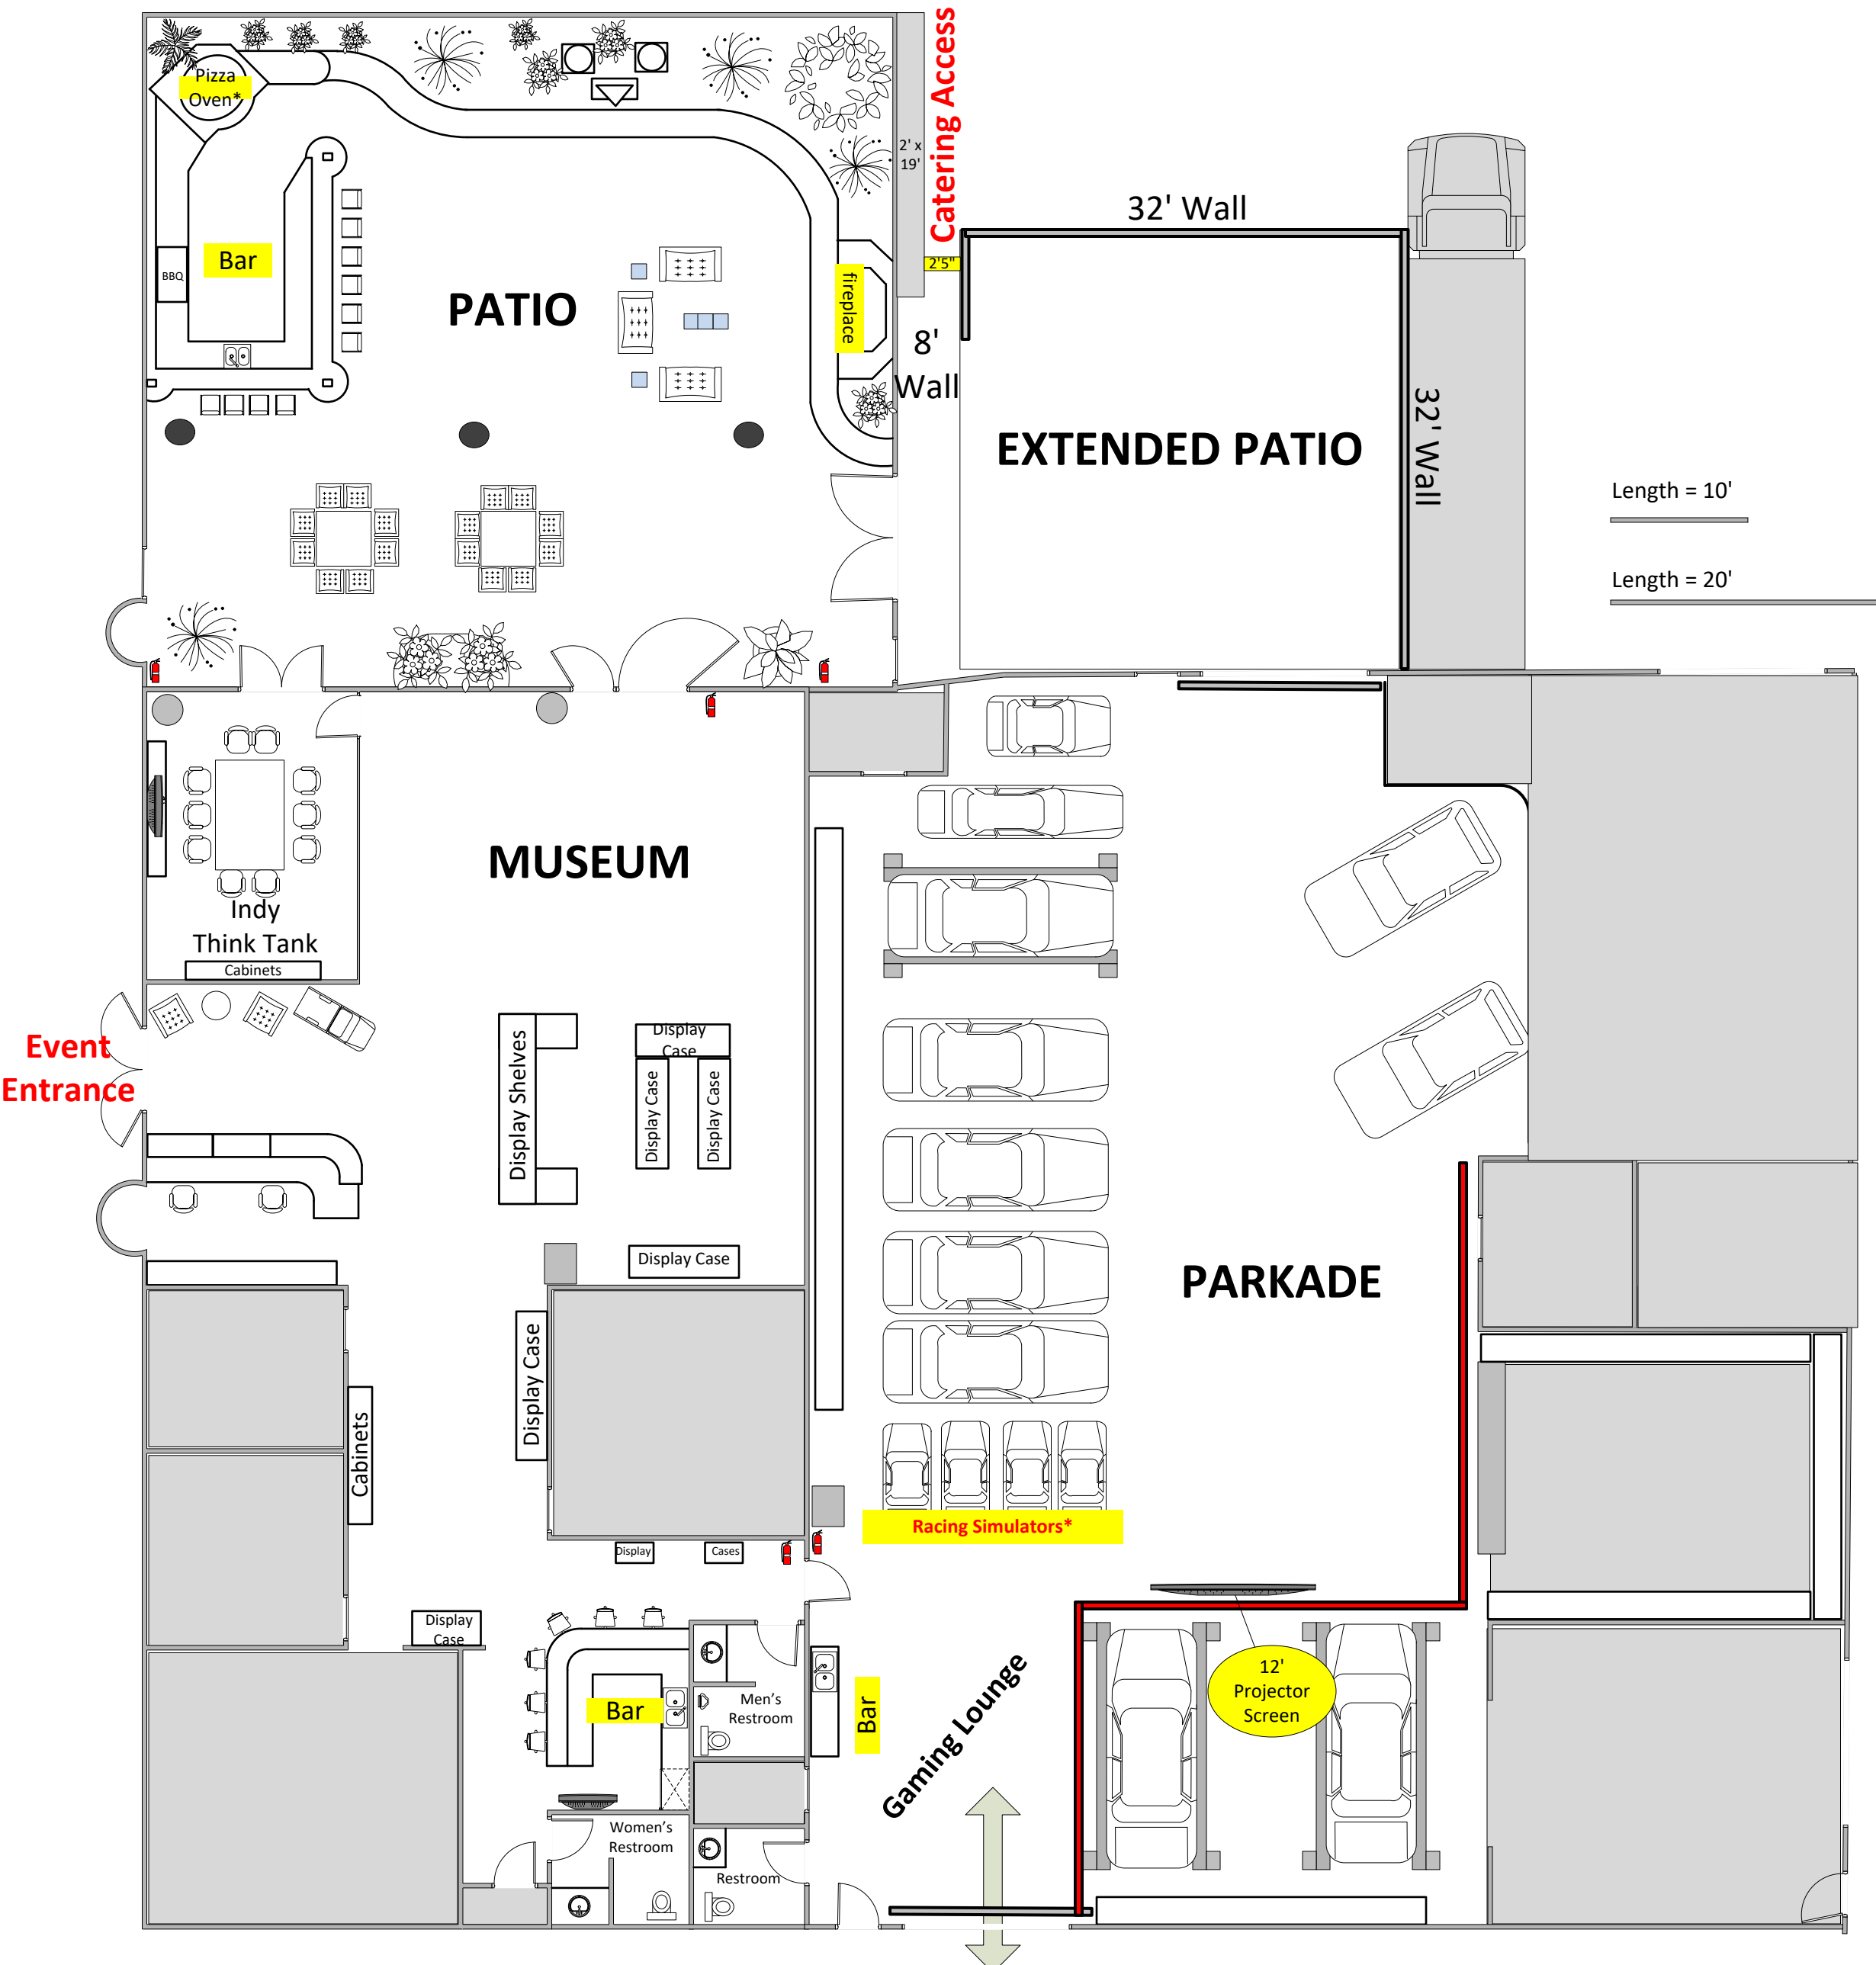 Catering Access
Pizza
Oven*
2' x
19'
32' Wall
Bar
BBQ
2'5"
fireplace
PATIO
8'
Wall
32' Wall
EXTENDED PATIO
Length = 10'
Length = 20'
MUSEUM
Indy
Think Tank
Cabinets
Event
Entrance
Display Shelves
Display
Case
Display Case
Display Case
Display Case
PARKADE
Display Case
Cabinets
Racing Simulators*
Display
Cases
Display
Case
Bar
Men's
Restroom
Bar
Gaming Lounge
12'
Projector
Screen
Women's
Restroom
Restroom